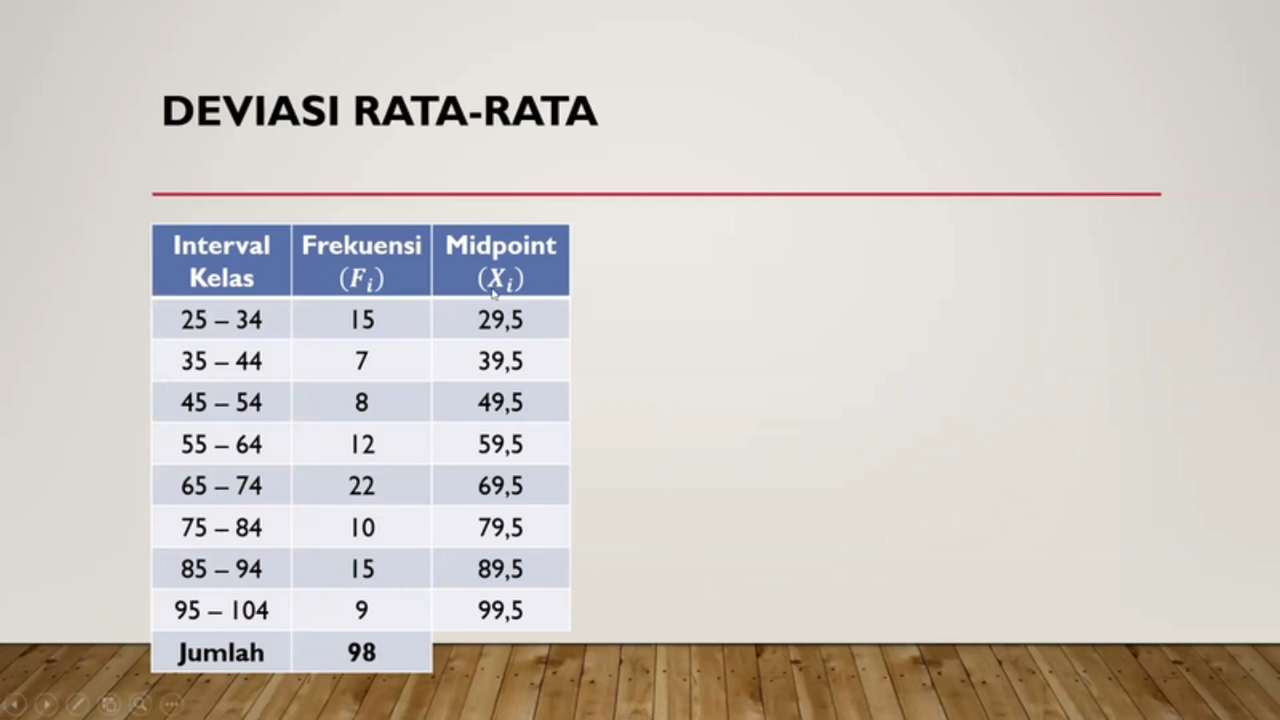 DEVIASI RATA-RATA
Interval Kelas | Frekuensi (Fᵢ) | Midpoint (Xᵢ)
25 – 34 | 15 | 29,5
35 – 44 | 7 | 39,5
45 – 54 | 8 | 49,5
55 – 64 | 12 | 59,5
65 – 74 | 22 | 69,5
75 – 84 | 10 | 79,5
85 – 94 | 15 | 89,5
95 – 104 | 9 | 99,5
Jumlah | 98